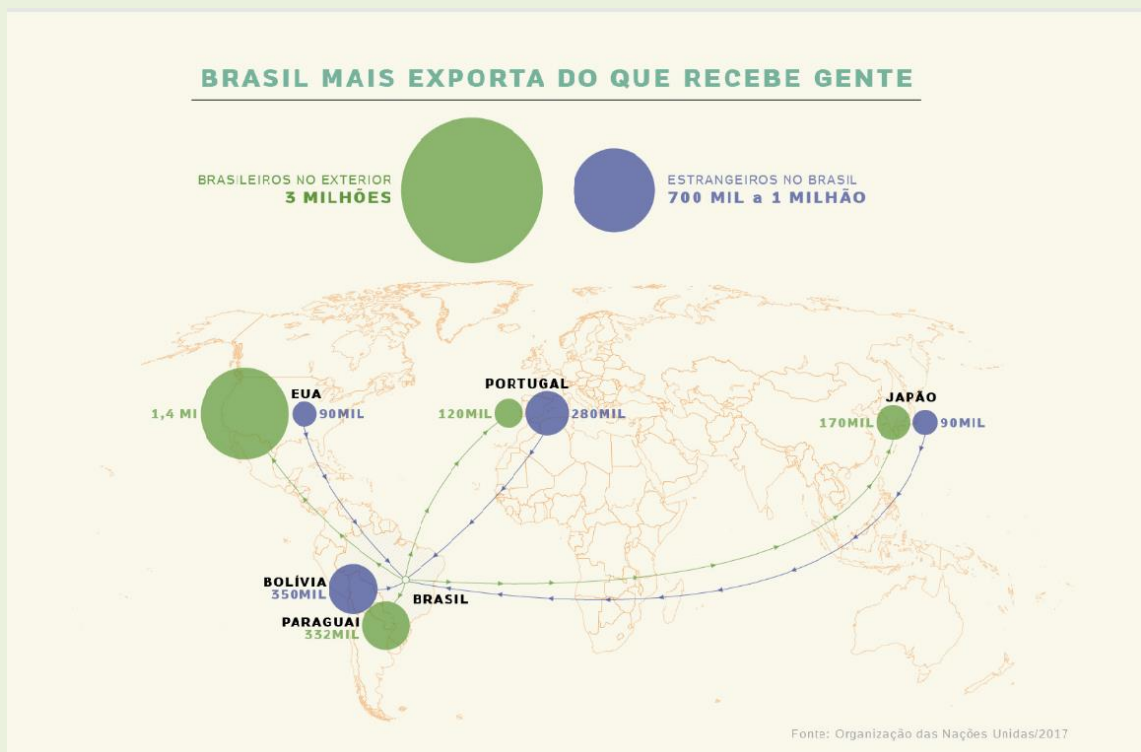 BRASIL MAIS EXPORTA DO QUE RECEBE GENTE
BRASILEIROS NO EXTERIOR
3 MILHÕES
ESTRANGEIROS NO BRASIL
700 MIL a 1 MILHÃO
1,4 MI
EUA
90MIL
PORTUGAL
120MIL
280MIL
JAPÃO
170MIL
90MIL
BOLÍVIA
350MIL
BRASIL
PARAGUAI
332MIL
Fonte: Organização das Nações Unidas/2017